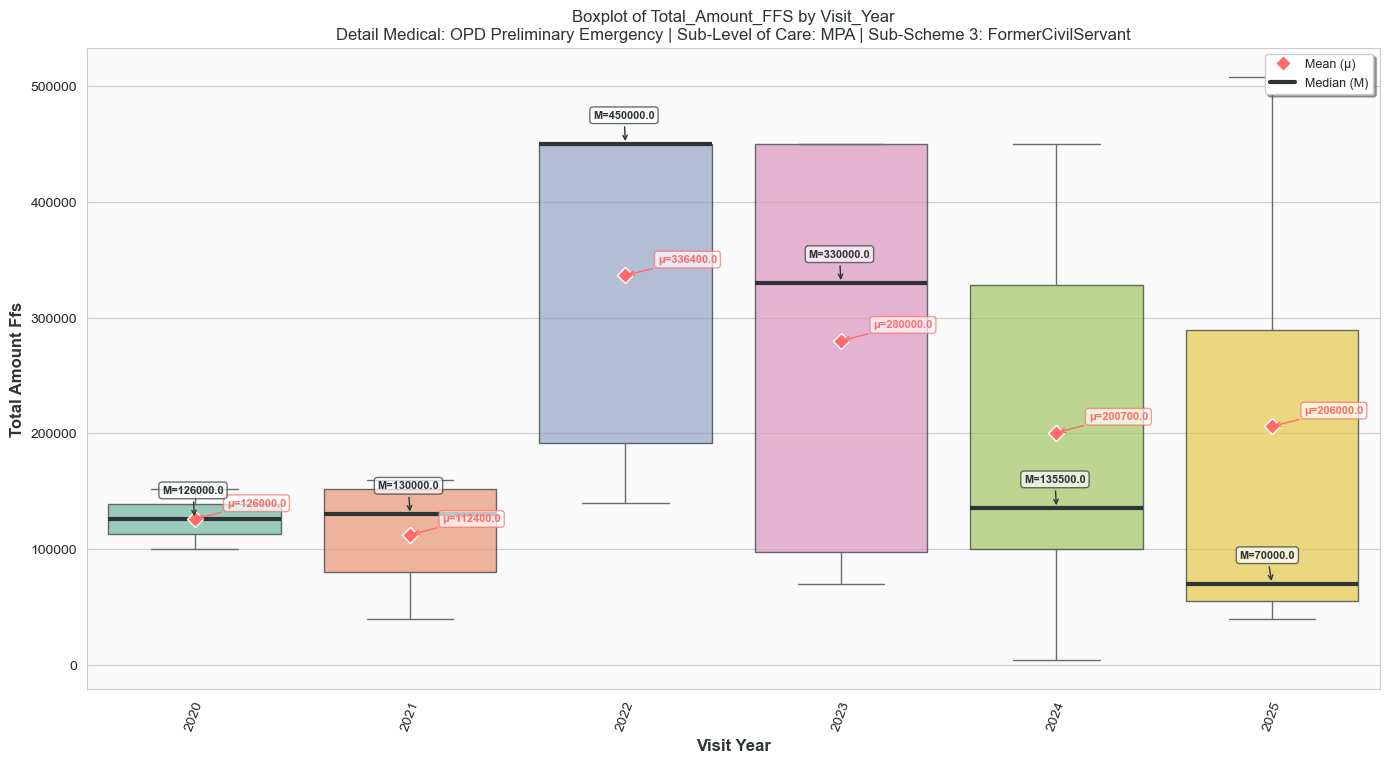 Boxplot of Total_Amount_FFS by Visit_Year
Detail Medical: OPD Preliminary Emergency | Sub-Level of Care: MPA | Sub-Scheme 3: FormerCivilServant
Mean (μ)
Median (M)
Total Amount Ffs
500000
400000
300000
200000
100000
0
M=126000.0
μ=126000.0
M=130000.0
μ=112400.0
M=450000.0
μ=336400.0
M=330000.0
μ=280000.0
M=135500.0
μ=200700.0
M=70000.0
μ=206000.0
2020
2021
2022
2023
2024
2025
Visit Year